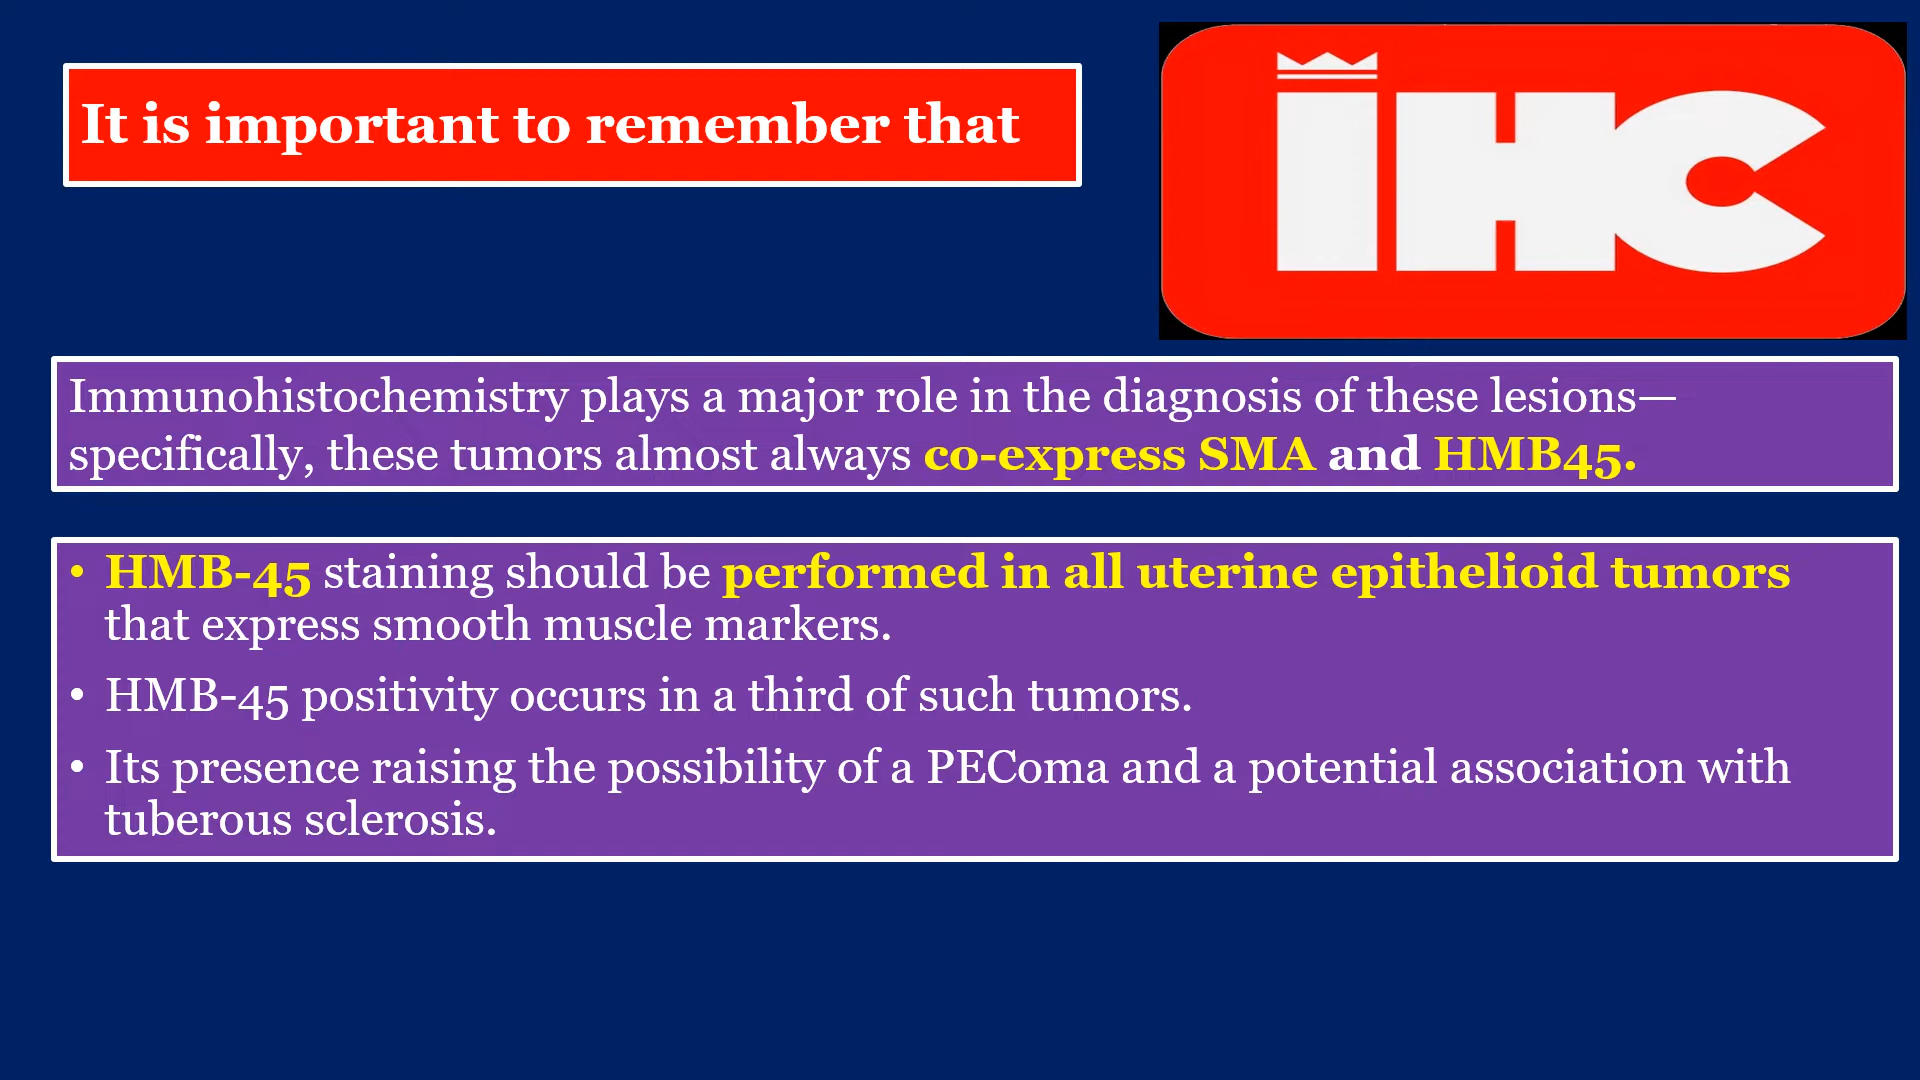 It is important to remember that
iHC
Immunohistochemistry plays a major role in the diagnosis of these lesions—
specifically, these tumors almost always co-express SMA and HMB45.
• HMB-45 staining should be performed in all uterine epithelioid tumors
that express smooth muscle markers.
• HMB-45 positivity occurs in a third of such tumors.
• Its presence raising the possibility of a PEComa and a potential association with
tuberous sclerosis.